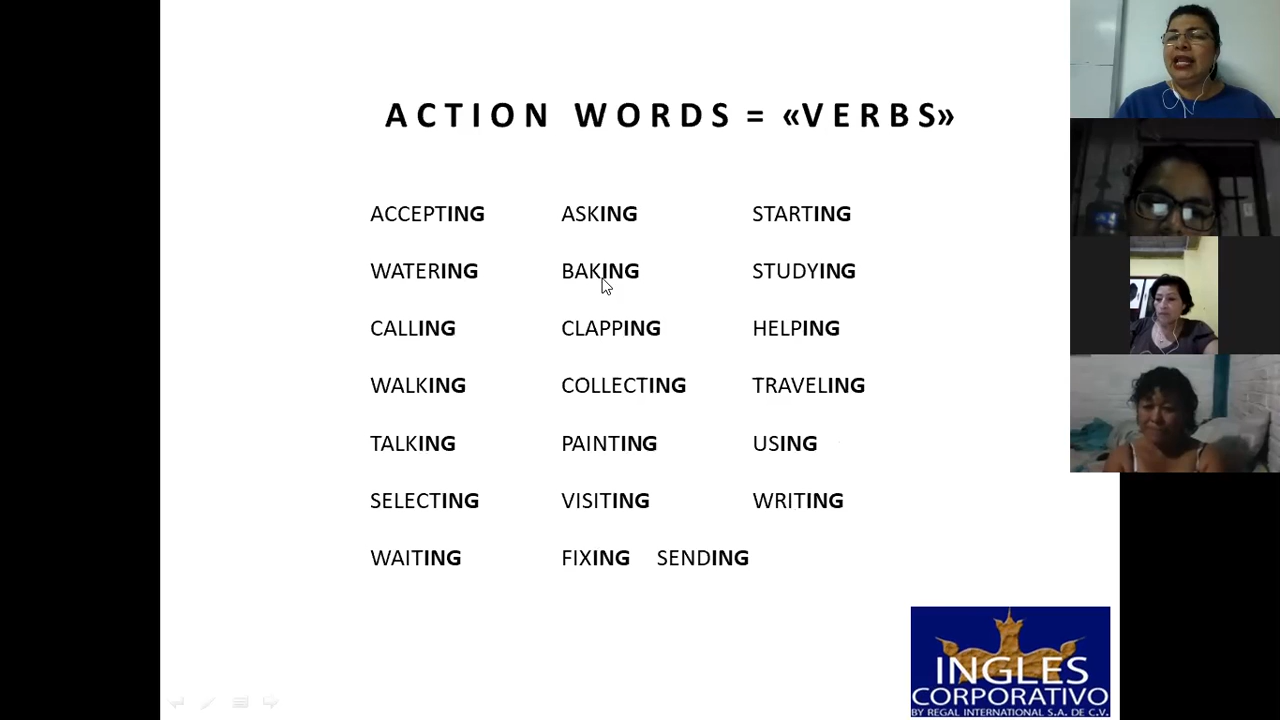 ACTION WORDS = «VERBS»
ACCEPTING ASKING STARTING
WATERING BAKING STUDYING
CALLING CLAPPING HELPING
WALKING COLLECTING TRAVELING
TALKING PAINTING USING
SELECTING VISITING WRITING
WAITING FIXING SENDING
INGLES
CORPORATIVO
BY REGAL INTERNATIONAL S.A. DE C.V.